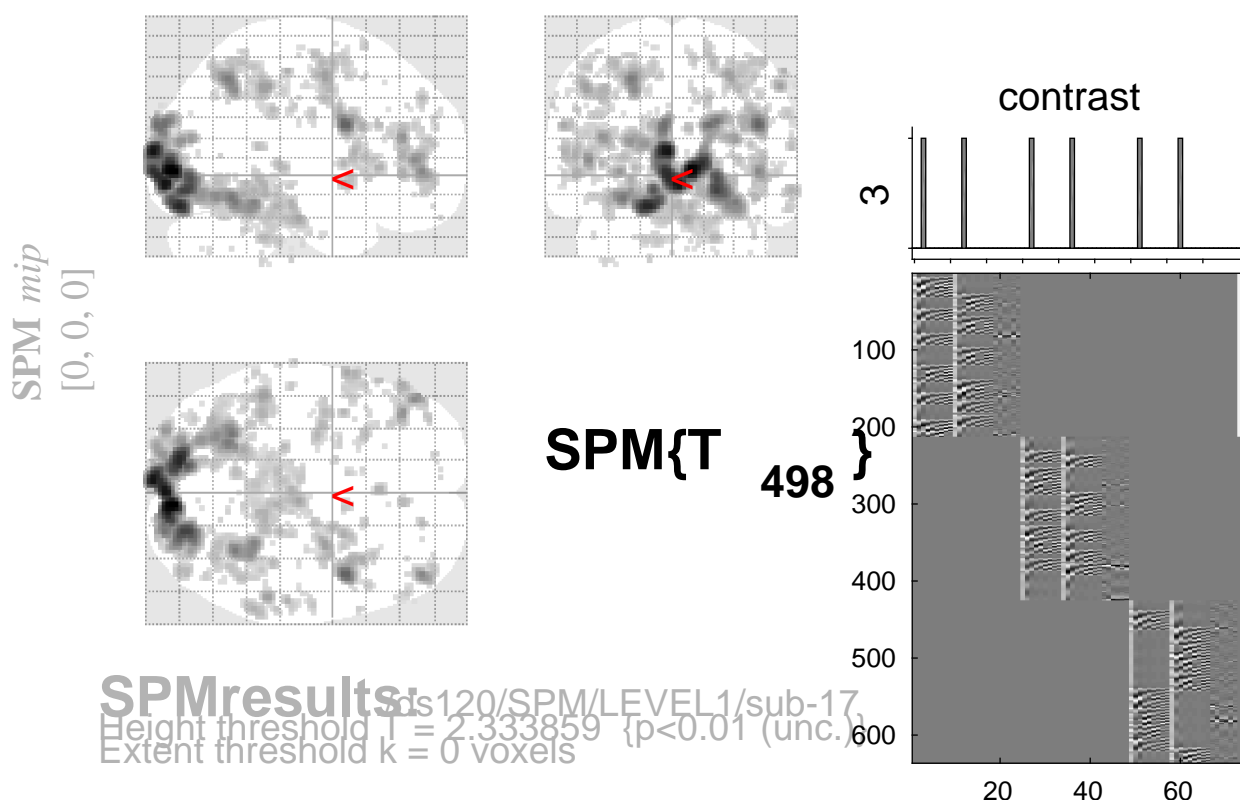 SPM mip
[0, 0, 0]
<
<
<
SPM{T498}
contrast
3
100
200
300
400
500
600
20 40 60
SPMresults: /ds120/SPM/LEVEL1/sub-17
Height threshold T = 2.333859 {p<0.01 (unc.)}
Extent threshold k = 0 voxels